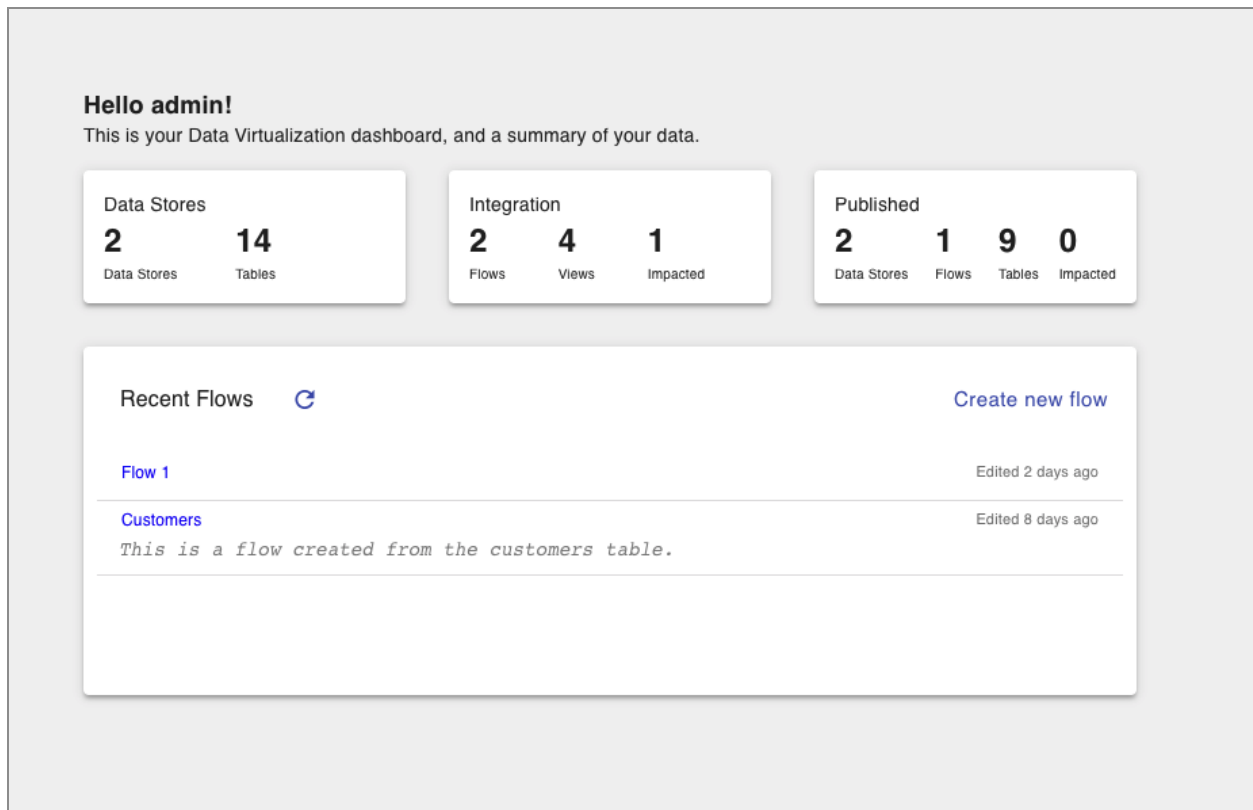 Hello admin!
This is your Data Virtualization dashboard, and a summary of your data.
Data Stores
2 14
Data Stores Tables
Integration
2 4 1
Flows Views Impacted
Published
2 1 9 0
Data Stores Flows Tables Impacted
Recent Flows Create new flow
Flow 1 Edited 2 days ago
Customers Edited 8 days ago
This is a flow created from the customers table.